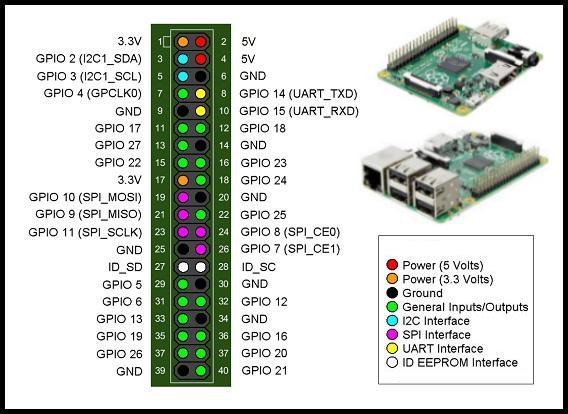 3.3V 1 2 5V
GPIO 2 (I2C1_SDA) 3 4 5V
GPIO 3 (I2C1_SCL) 5 6 GND
GPIO 4 (GPCLK0) 7 8 GPIO 14 (UART_TXD)
GND 9 10 GPIO 15 (UART_RXD)
GPIO 17 11 12 GPIO 18
GPIO 27 13 14 GND
GPIO 22 15 16 GPIO 23
3.3V 17 18 GPIO 24
GPIO 10 (SPI_MOSI) 19 20 GND
GPIO 9 (SPI_MISO) 21 22 GPIO 25
GPIO 11 (SPI_SCLK) 23 24 GPIO 8 (SPI_CE0)
GND 25 26 GPIO 7 (SPI_CE1)
ID_SD 27 28 ID_SC
GPIO 5 29 30 GND
GPIO 6 31 32 GPIO 12
GPIO 13 33 34 GND
GPIO 19 35 36 GPIO 16
GPIO 26 37 37 GPIO 20
GND 39 40 GPIO 21
Power (5 Volts)
Power (3.3 Volts)
Ground
General Inputs/Outputs
I2C Interface
SPI Interface
UART Interface
ID EEPROM Interface